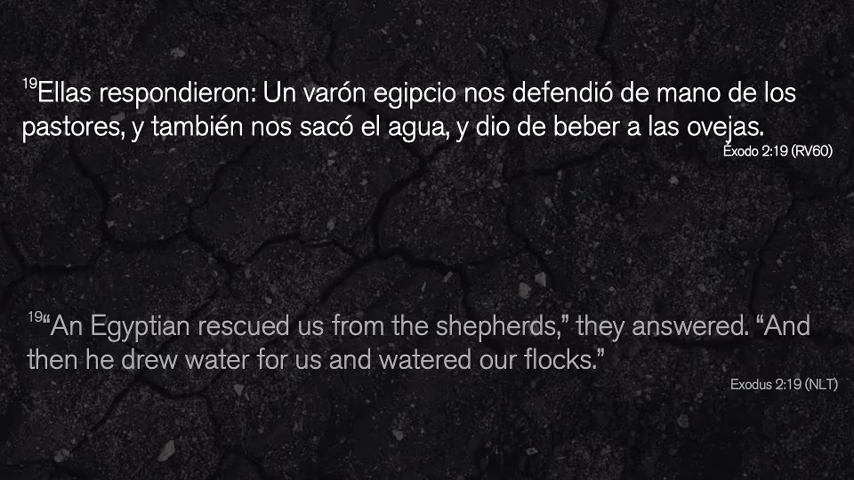 19Ellas respondieron: Un varón egipcio nos defendió de mano de los
pastores, y también nos sacó el agua, y dio de beber a las ovejas.
Éxodo 2:19 (RV60)
19“An Egyptian rescued us from the shepherds,” they answered. “And
then he drew water for us and watered our flocks.”
Exodus 2:19 (NLT)